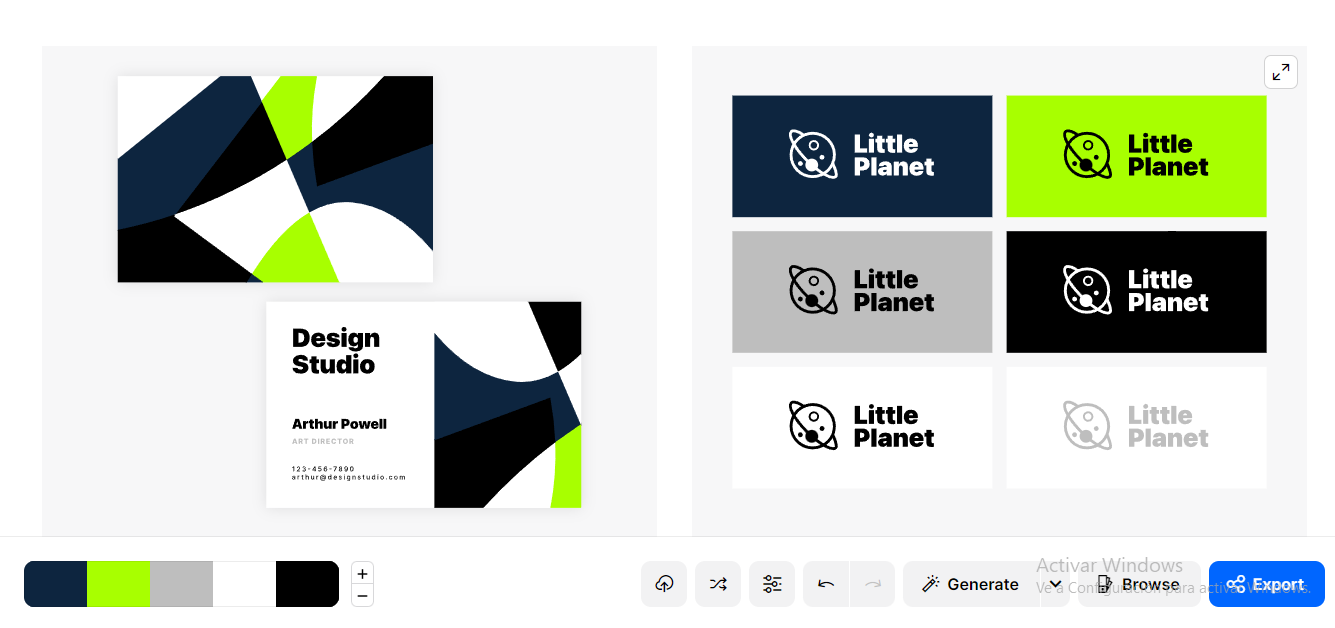 Little
Planet
Little
Planet
Little
Planet
Little
Planet
Design
Studio
Arthur Powell
ART DIRECTOR
123-456-7890
arthur@designstudio.com
Little
Planet
Little
Planet
Activar Windows
Ve a Configuración para activar Windows.
Generate
Browse
Export